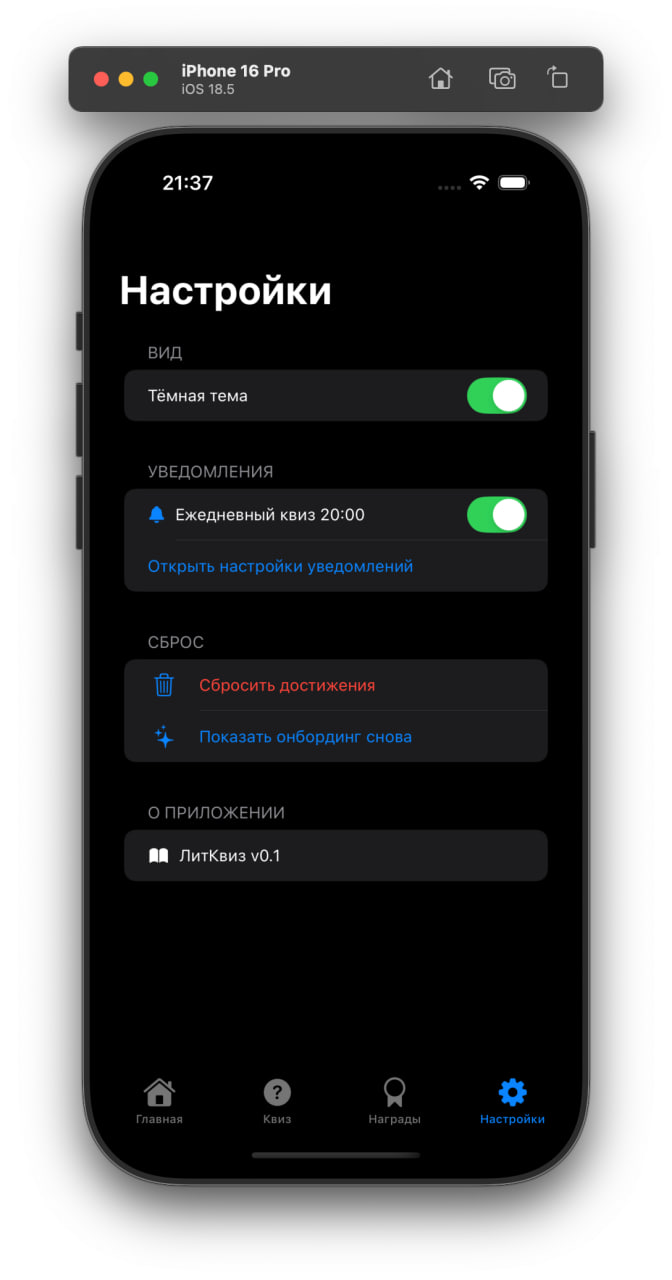 iPhone 16 Pro
iOS 18.5
21:37
Настройки
ВИД
Тёмная тема
УВЕДОМЛЕНИЯ
Ежедневный квиз 20:00
Открыть настройки уведомлений
СБРОС
Сбросить достижения
Показать онбординг снова
О ПРИЛОЖЕНИИ
ЛитКвиз v0.1
Главная
Квиз
Награды
Настройки